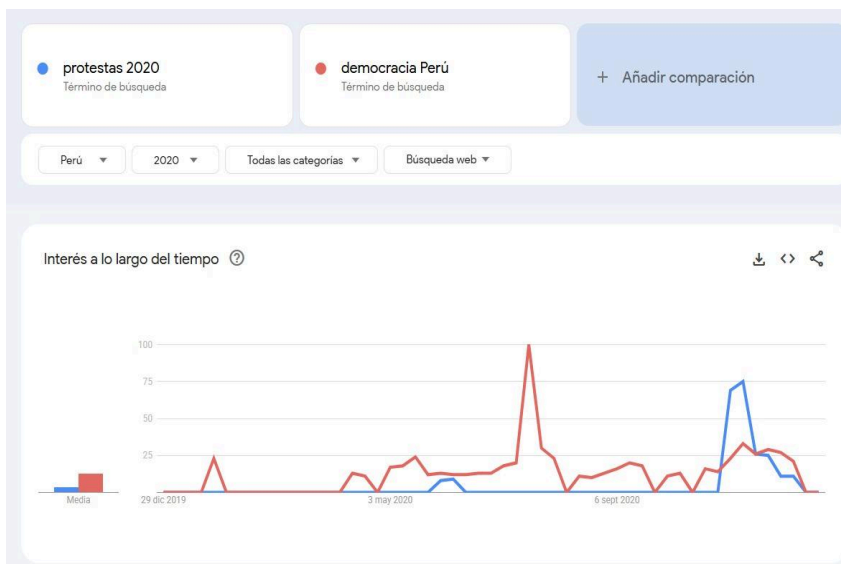 protestas 2020
Término de búsqueda
democracia Perú
Término de búsqueda
+ Añadir comparación
Perú
2020
Todas las categorías
Búsqueda web
Interés a lo largo del tiempo
100
75
50
25
Media
29 dic 2019
3 may 2020
6 sept 2020